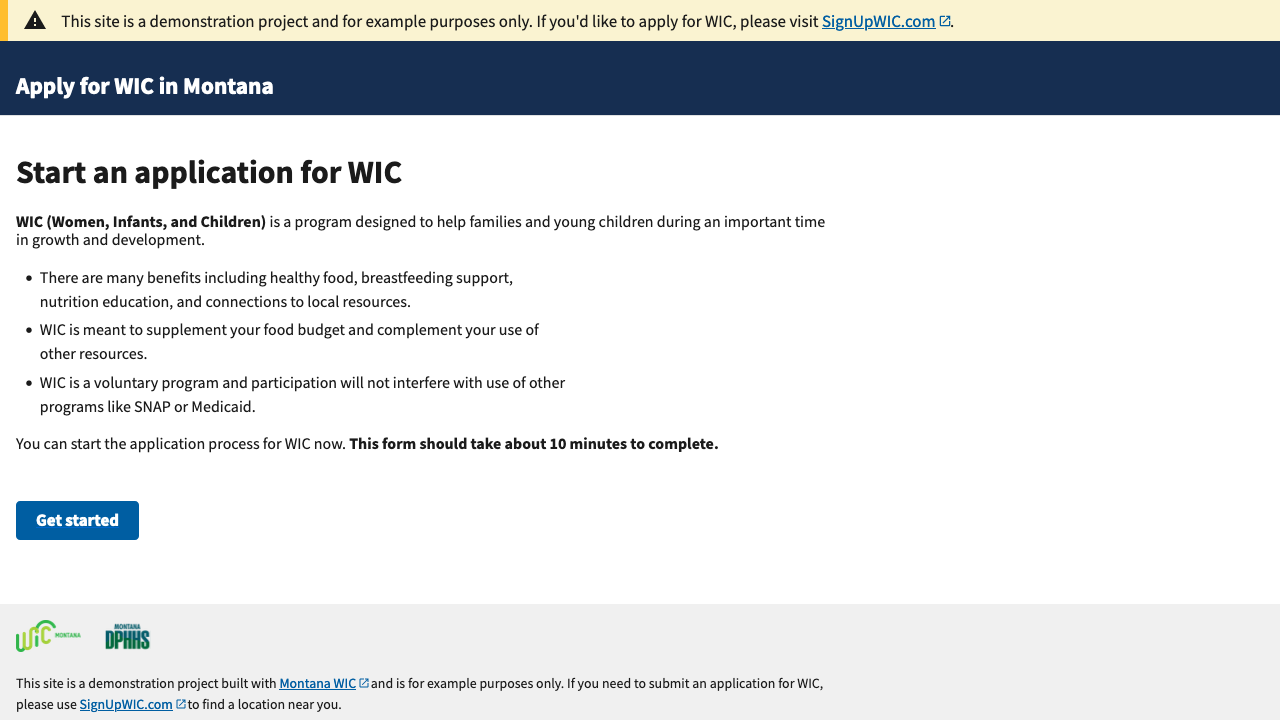 This site is a demonstration project and for example purposes only. If you'd like to apply for WIC, please visit SignUpWIC.com.
Apply for WIC in Montana
Start an application for WIC
WIC (Women, Infants, and Children) is a program designed to help families and young children during an important time
in growth and development.
There are many benefits including healthy food, breastfeeding support,
nutrition education, and connections to local resources.
WIC is meant to supplement your food budget and complement your use of
other resources.
WIC is a voluntary program and participation will not interfere with use of other
programs like SNAP or Medicaid.
You can start the application process for WIC now. This form should take about 10 minutes to complete.
Get started
WIC MONTANA
MONTANA
DPHHS
This site is a demonstration project built with Montana WIC and is for example purposes only. If you need to submit an application for WIC,
please use SignUpWIC.com to find a location near you.